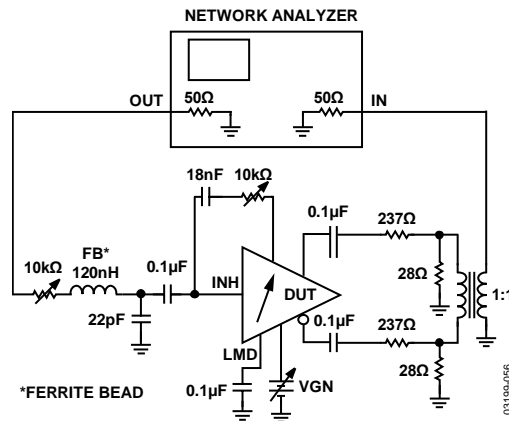 NETWORK ANALYZER
OUT
50Ω
50Ω
IN
18nF
10kΩ
0.1µF
237Ω
FB*
120nH
10kΩ
0.1µF
INH
DUT
28Ω
1:1
22pF
0.1µF
237Ω
LMD
28Ω
0.1µF
VGN
*FERRITE BEAD
03199-056